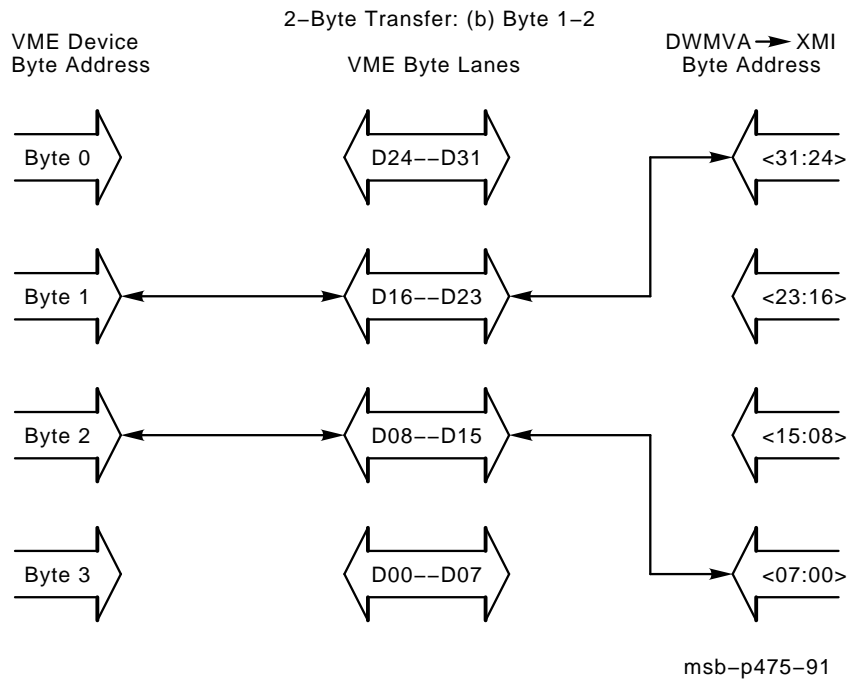 2−Byte Transfer: (b) Byte 1−2
VME Device
Byte Address
VME Byte Lanes
DWMVA → XMI
Byte Address
Byte 0
D24−−D31
<31:24>
Byte 1
D16−−D23
<23:16>
Byte 2
D08−−D15
<15:08>
Byte 3
D00−−D07
<07:00>
msb−p475−91